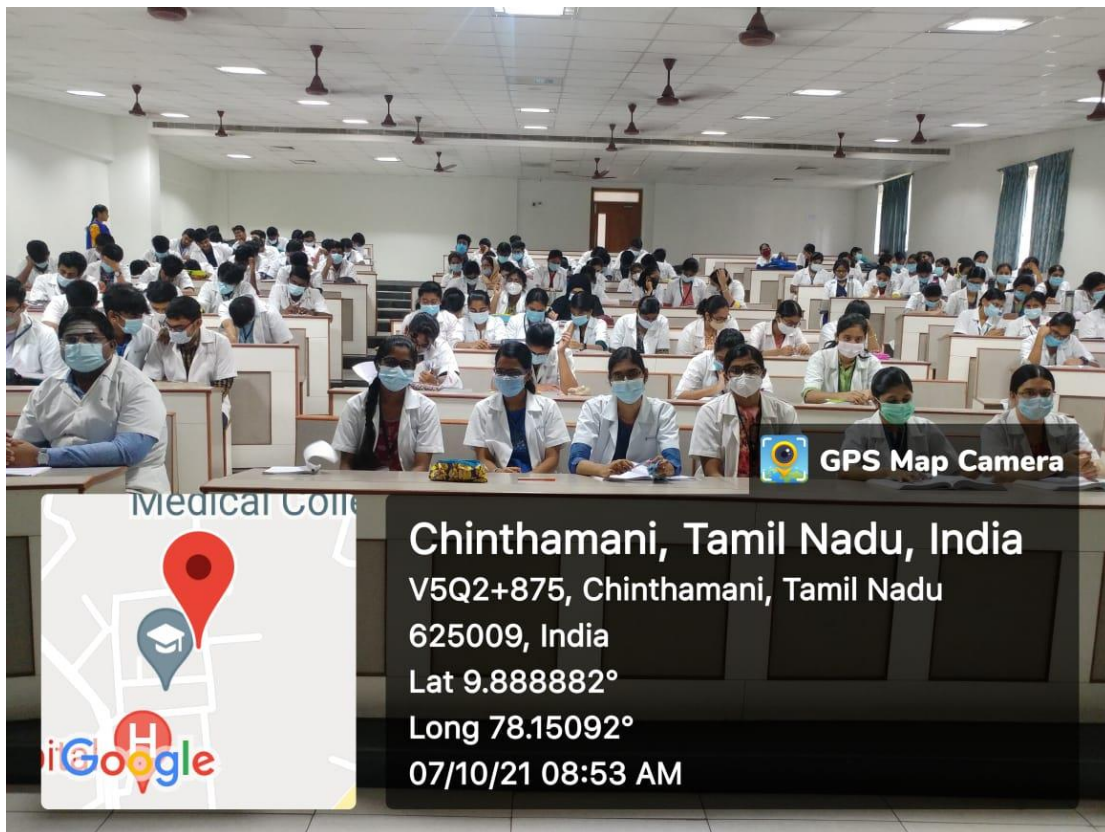 GPS Map Camera
Medical Colle
Chinthamani, Tamil Nadu, India
V5Q2+875, Chinthamani, Tamil Nadu
625009, India
Lat 9.888882°
Long 78.15092°
07/10/21 08:53 AM
H
pital
Google